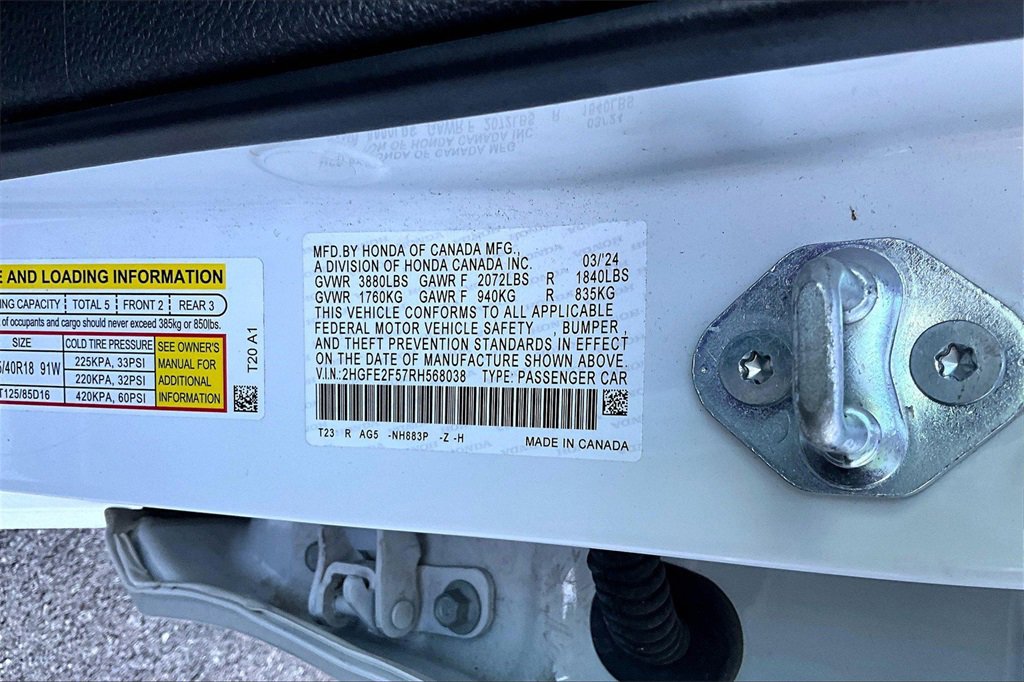 E AND LOADING INFORMATION
NG CAPACITY TOTAL 5 FRONT 2 REAR 3
of occupants and cargo should never exceed 385kg or 850lbs.
SIZE COLD TIRE PRESSURE SEE OWNER'S MANUAL FOR ADDITIONAL INFORMATION
5/40R18 91W 225KPA, 33PSI
220KPA, 32PSI
T125/85D16 420KPA, 60PSI
T20 A1
MFD.BY HONDA OF CANADA MFG.,
A DIVISION OF HONDA CANADA INC. 03/'24
GVWR 3880LBS GAWR F 2072LBS R 1840LBS
GVWR 1760KG GAWR F 940KG R 835KG
THIS VEHICLE CONFORMS TO ALL APPLICABLE
FEDERAL MOTOR VEHICLE SAFETY , BUMPER ,
AND THEFT PREVENTION STANDARDS IN EFFECT
ON THE DATE OF MANUFACTURE SHOWN ABOVE.
V.I.N: 2HGFE2F57RH568038 TYPE: PASSENGER CAR
T23 R AG5 -NH883P -Z -H
MADE IN CANADA